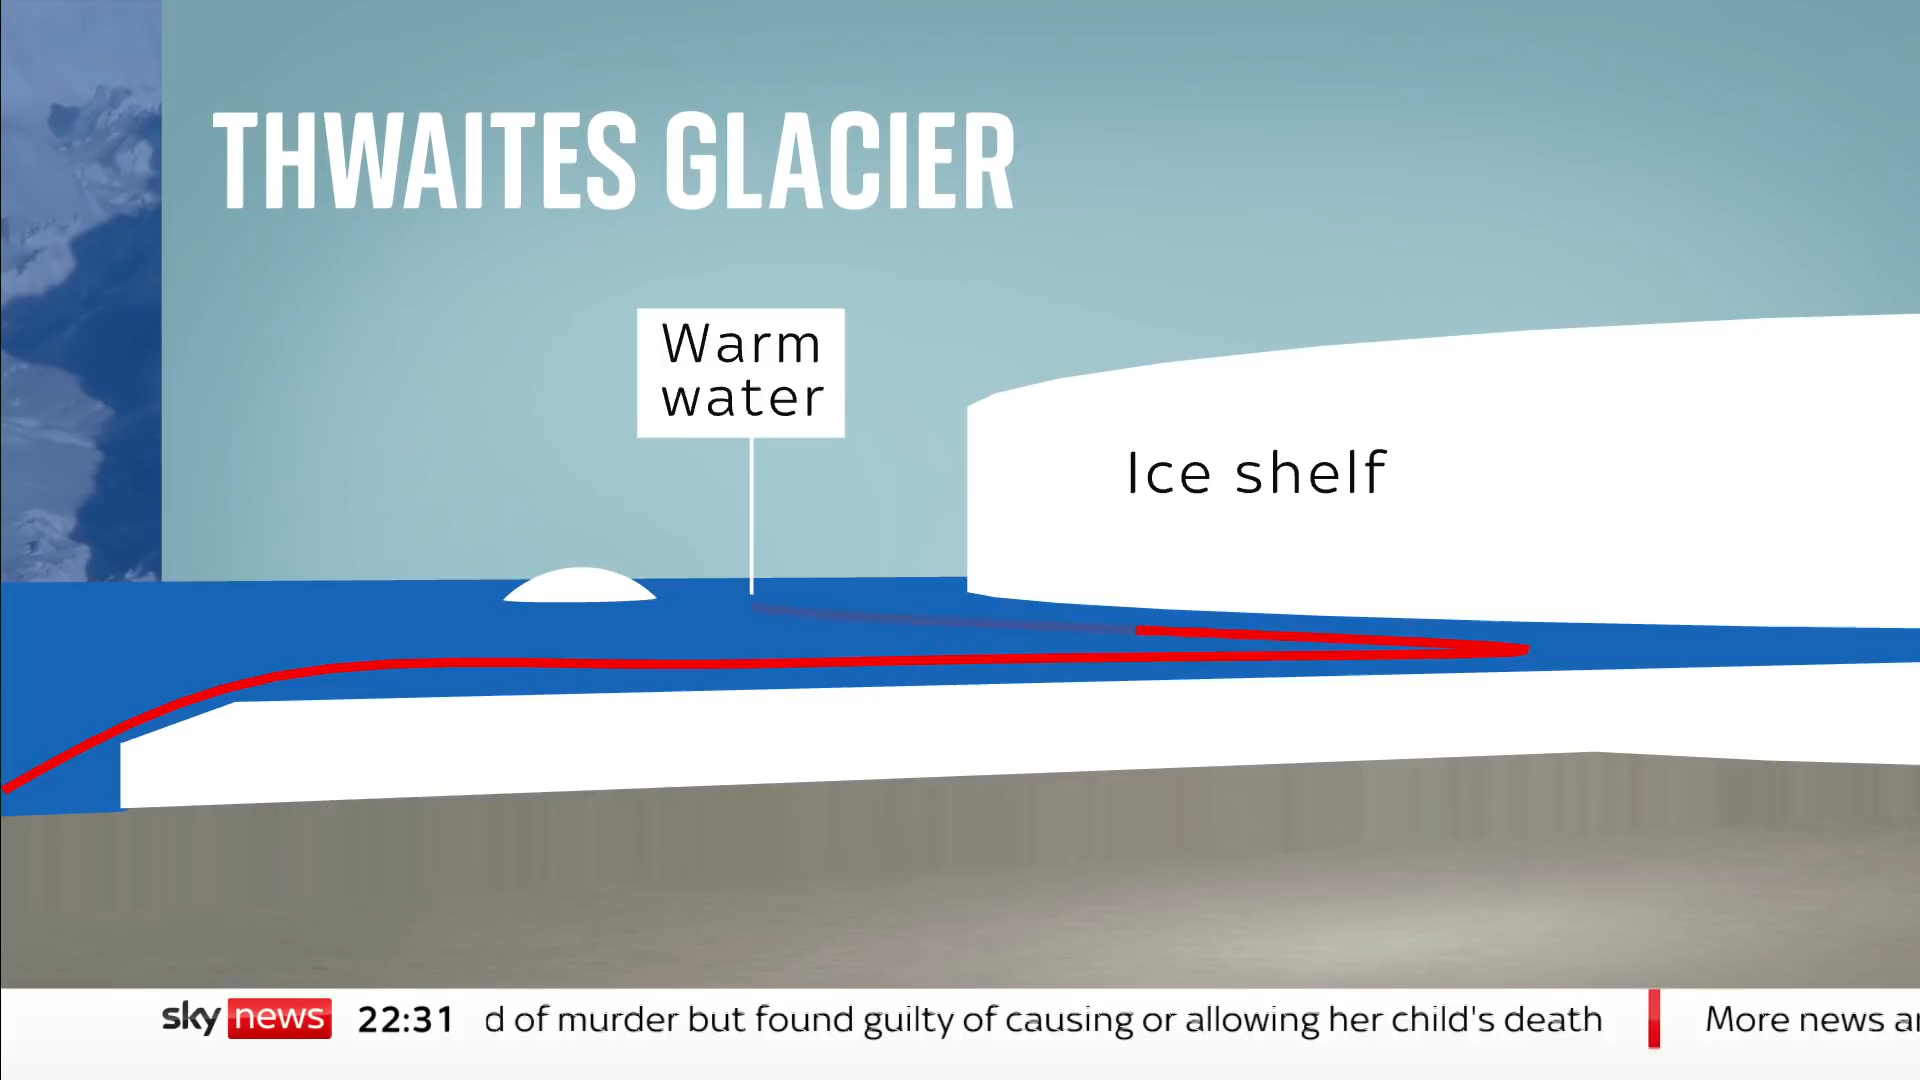 THWAITES GLACIER
Warm
water
Ice shelf
sky news 22:31 d of murder but found guilty of causing or allowing her child's death More news